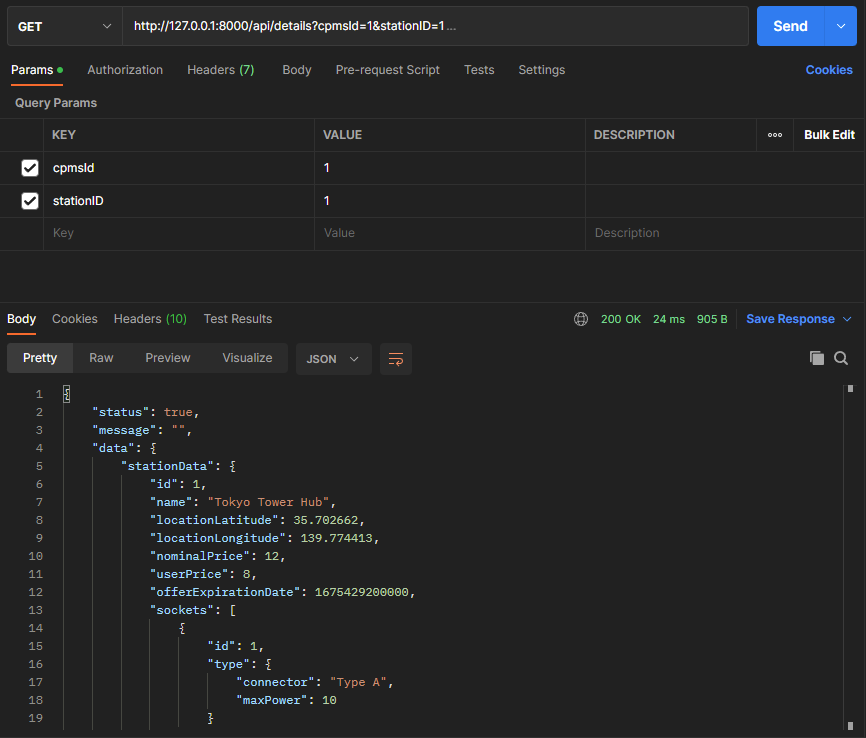 GET http://127.0.0.1:8000/api/details?cpmsId=1&stationID=1... Send
Params Authorization Headers (7) Body Pre-request Script Tests Settings Cookies
Query Params
KEY VALUE DESCRIPTION ooo Bulk Edit
cpmsId 1
stationID 1
Key Value Description
Body Cookies Headers (10) Test Results 200 OK 24 ms 905 B Save Response
Pretty Raw Preview Visualize JSON
1 {
2 "status": true,
3 "message": "",
4 "data": {
5 "stationData": {
6 "id": 1,
7 "name": "Tokyo Tower Hub",
8 "locationLatitude": 35.702662,
9 "locationLongitude": 139.774413,
10 "nominalPrice": 12,
11 "userPrice": 8,
12 "offerExpirationDate": 1675429200000,
13 "sockets": [
14 {
15 "id": 1,
16 "type": {
17 "connector": "Type A",
18 "maxPower": 10
19 }